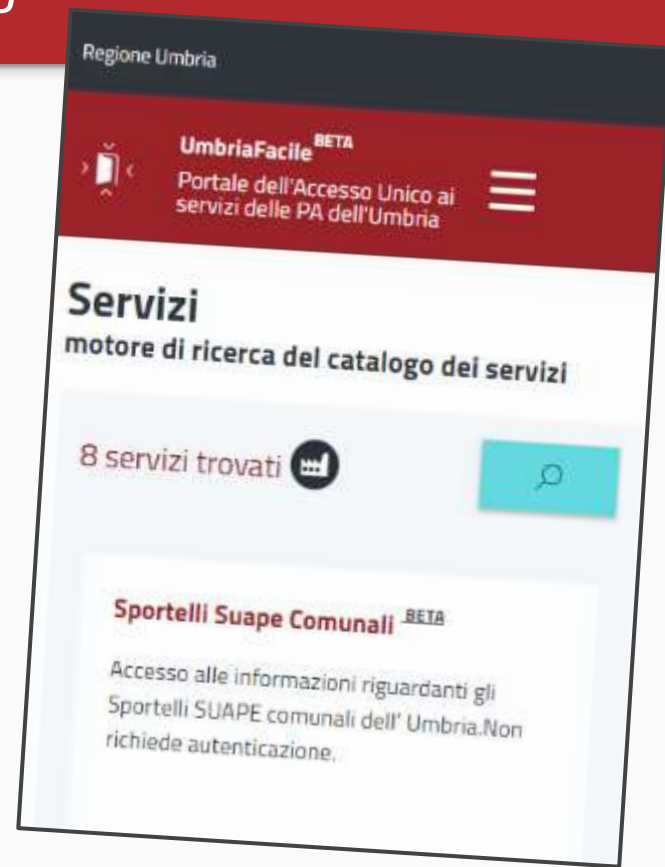 Regione Umbria
UmbriaFacile BETA
Portale dell'Accesso Unico ai
servizi delle PA dell'Umbria
Servizi
motore di ricerca del catalogo dei servizi
8 servizi trovati
Sportelli Suape Comunali BETA
Accesso alle informazioni riguardanti gli
Sportelli SUAPE comunali dell' Umbria.Non
richiede autenticazione.